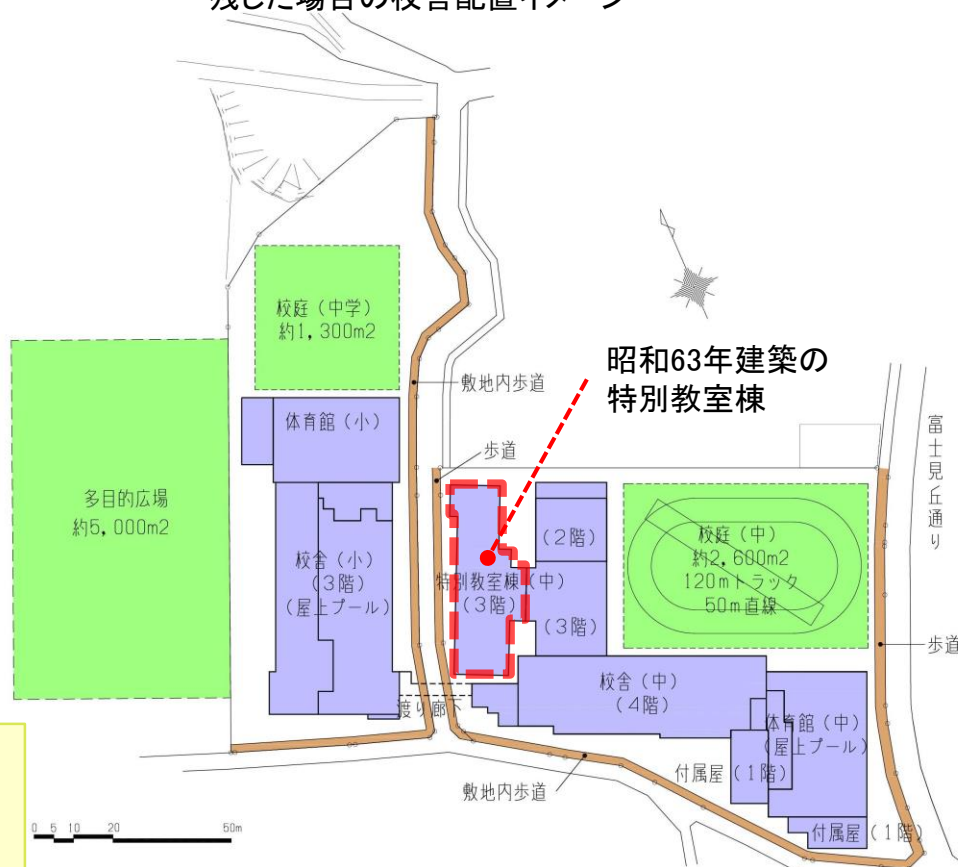 残した場合の校舎配置イメージ
校庭（中学）
約1,300m2
敷地内歩道
昭和63年建築の
特別教室棟
体育館（小）
歩道
富士見丘通り
多目的広場
約5,000m2
校舎（小）
（3階）
（屋上プール）
特別教室棟（中）
（3階）
（2階）
（3階）
校庭（中）
約2,600m2
120mトラック
50m直線
歩道
校舎（中）
（4階）
渡り廊下
体育館（中）
（屋上プール）
付属屋（1階）
敷地内歩道
付属屋（1階）
0 5 10 20 50m